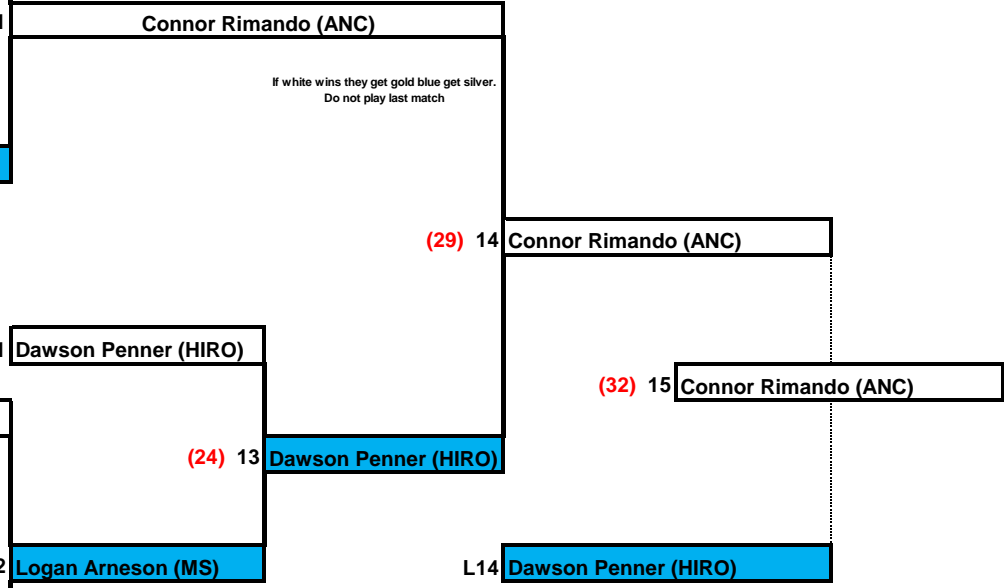 Connor Rimando (ANC)
If white wins they get gold blue get silver.
Do not play last match
(29) 14 Connor Rimando (ANC)
Dawson Penner (HIRO)
(32) 15 Connor Rimando (ANC)
(24) 13 Dawson Penner (HIRO)
2 Logan Arneson (MS)
L14 Dawson Penner (HIRO)